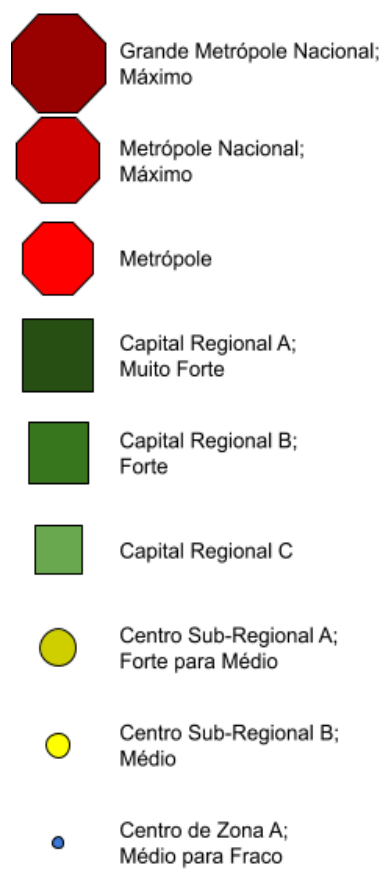 Grande Metrópole Nacional;
Máximo
Metrópole Nacional;
Máximo
Metrópole
Capital Regional A;
Muito Forte
Capital Regional B;
Forte
Capital Regional C
Centro Sub-Regional A;
Forte para Médio
Centro Sub-Regional B;
Médio
Centro de Zona A;
Médio para Fraco